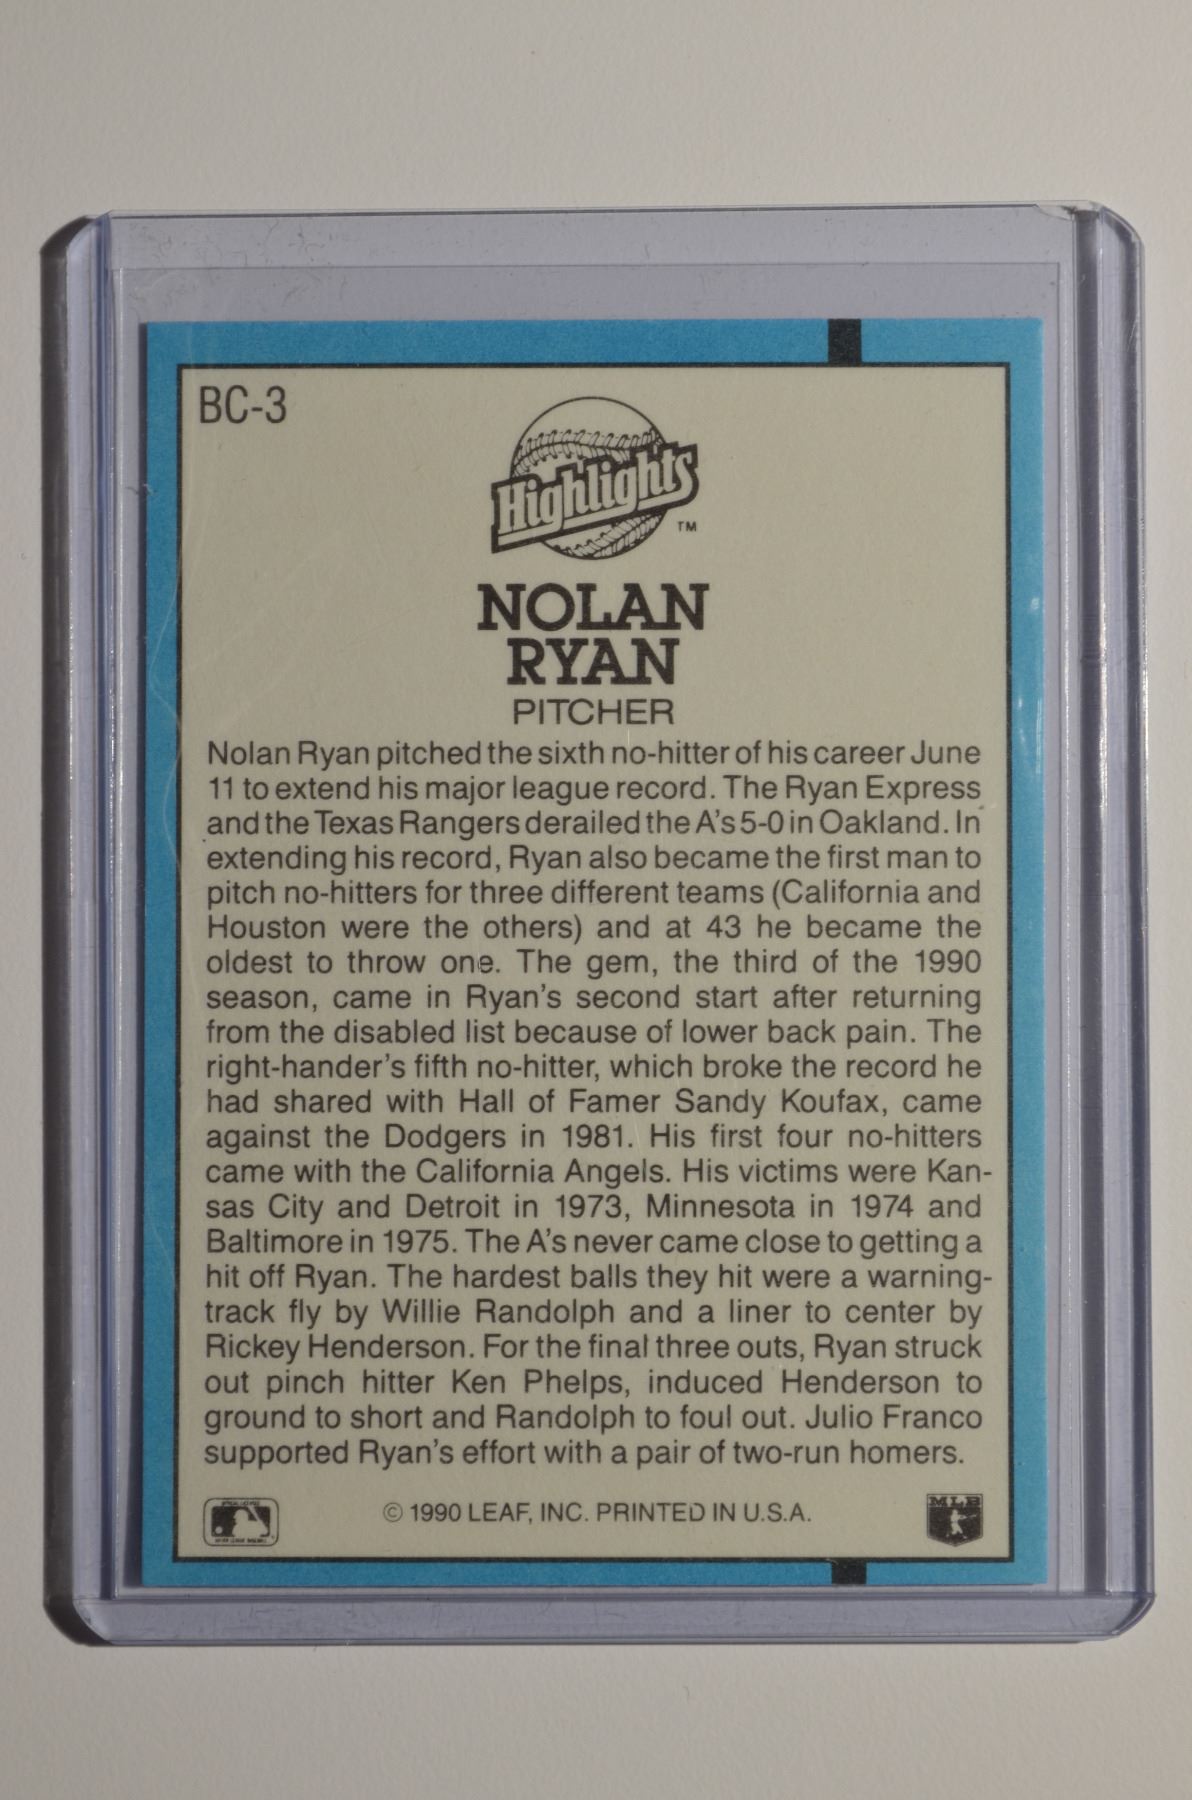 BC-3
Highlights
TM
NOLAN
RYAN
PITCHER
Nolan Ryan pitched the sixth no-hitter of his career June
11 to extend his major league record. The Ryan Express
and the Texas Rangers derailed the A's 5-0 in Oakland. In
extending his record, Ryan also became the first man to
pitch no-hitters for three different teams (California and
Houston were the others) and at 43 he became the
oldest to throw one. The gem, the third of the 1990
season, came in Ryan's second start after returning
from the disabled list because of lower back pain. The
right-hander's fifth no-hitter, which broke the record he
had shared with Hall of Famer Sandy Koufax, came
against the Dodgers in 1981. His first four no-hitters
came with the California Angels. His victims were Kan-
sas City and Detroit in 1973, Minnesota in 1974 and
Baltimore in 1975. The A's never came close to getting a
hit off Ryan. The hardest balls they hit were a warning-
track fly by Willie Randolph and a liner to center by
Rickey Henderson. For the final three outs, Ryan struck
out pinch hitter Ken Phelps, induced Henderson to
ground to short and Randolph to foul out. Julio Franco
supported Ryan's effort with a pair of two-run homers.
© 1990 LEAF, INC. PRINTED IN U.S.A.
MLB